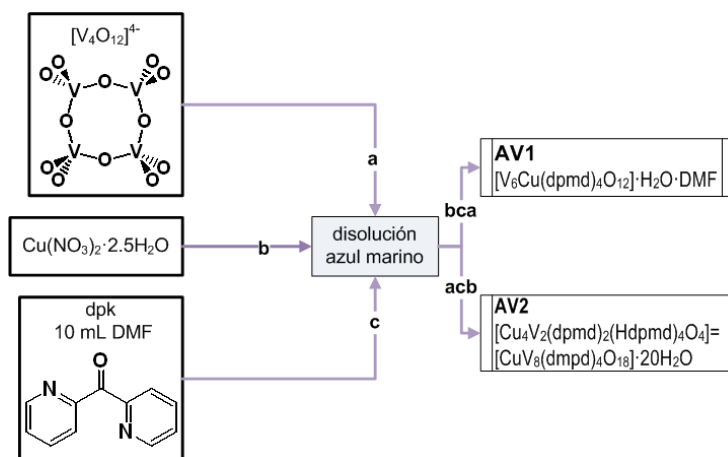 [V4O12]4-
O
O
O
O
V
O
V
O
O
V
O
V
O
O
O
O
a
Cu(NO3)2·2.5H2O
b
disolución
azul marino
bca
acb
AV1
[V6Cu(dpmd)4O12]·H2O·DMF
AV2
[Cu4V2(dpmd)2(Hdpmd)4O4]=
[CuV8(dmpd)4O18]·20H2O
c
dpk
10 mL DMF
O
N
N